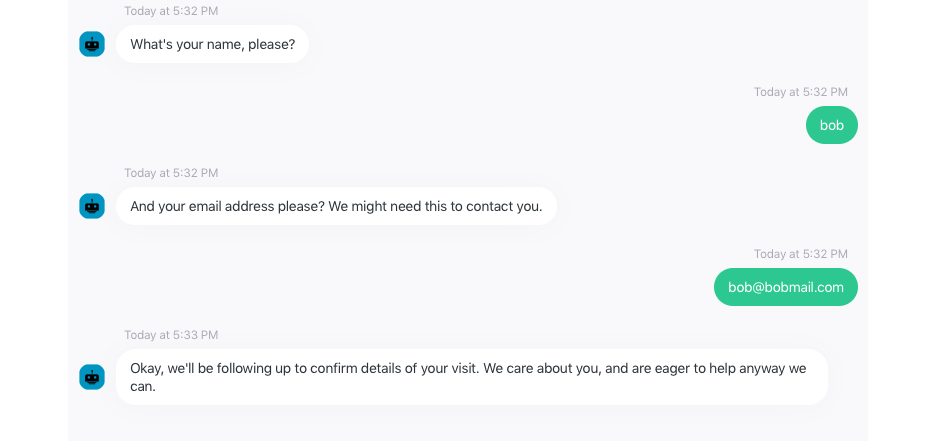 Today at 5:32 PM
What's your name, please?
Today at 5:32 PM
bob
Today at 5:32 PM
And your email address please? We might need this to contact you.
Today at 5:32 PM
bob@bobmail.com
Today at 5:33 PM
Okay, we'll be following up to confirm details of your visit. We care about you, and are eager to help anyway we
can.